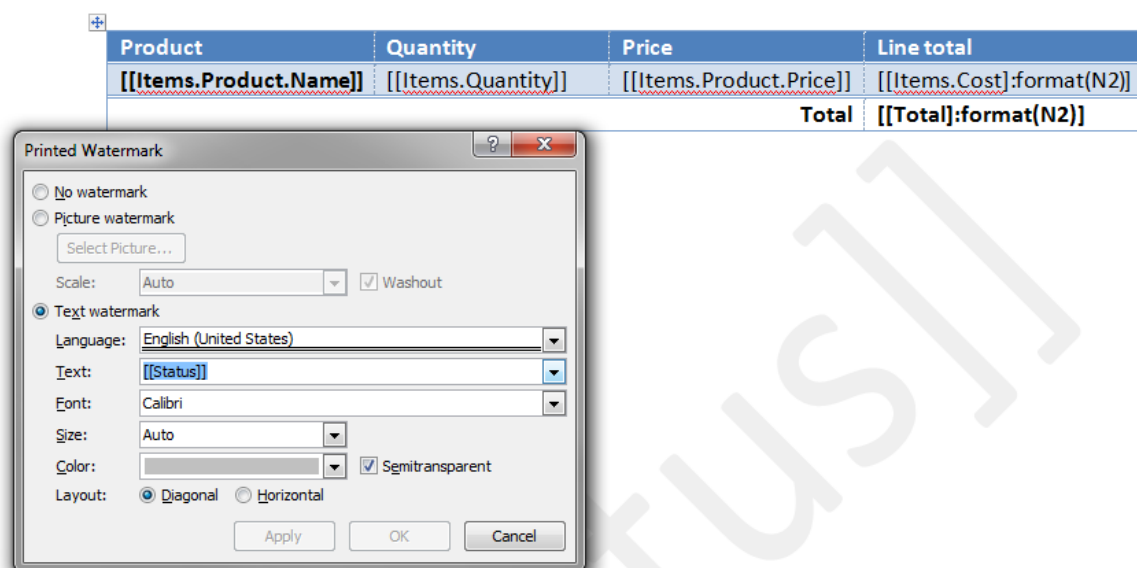 Product Quantity Price Line total
[[Items.Product.Name]] [[Items.Quantity]] [[Items.Product.Price]] [[Items.Cost]:format(N2)]
Total [[Total]:format(N2)]
Printed Watermark
No watermark
Picture watermark
Select Picture...
Scale: Auto Washout
Text watermark
Language: English (United States)
Text: [[Status]]
Font: Calibri
Size: Auto
Color: Semitransparent
Layout: Diagonal Horizontal
Apply OK Cancel
tus]]